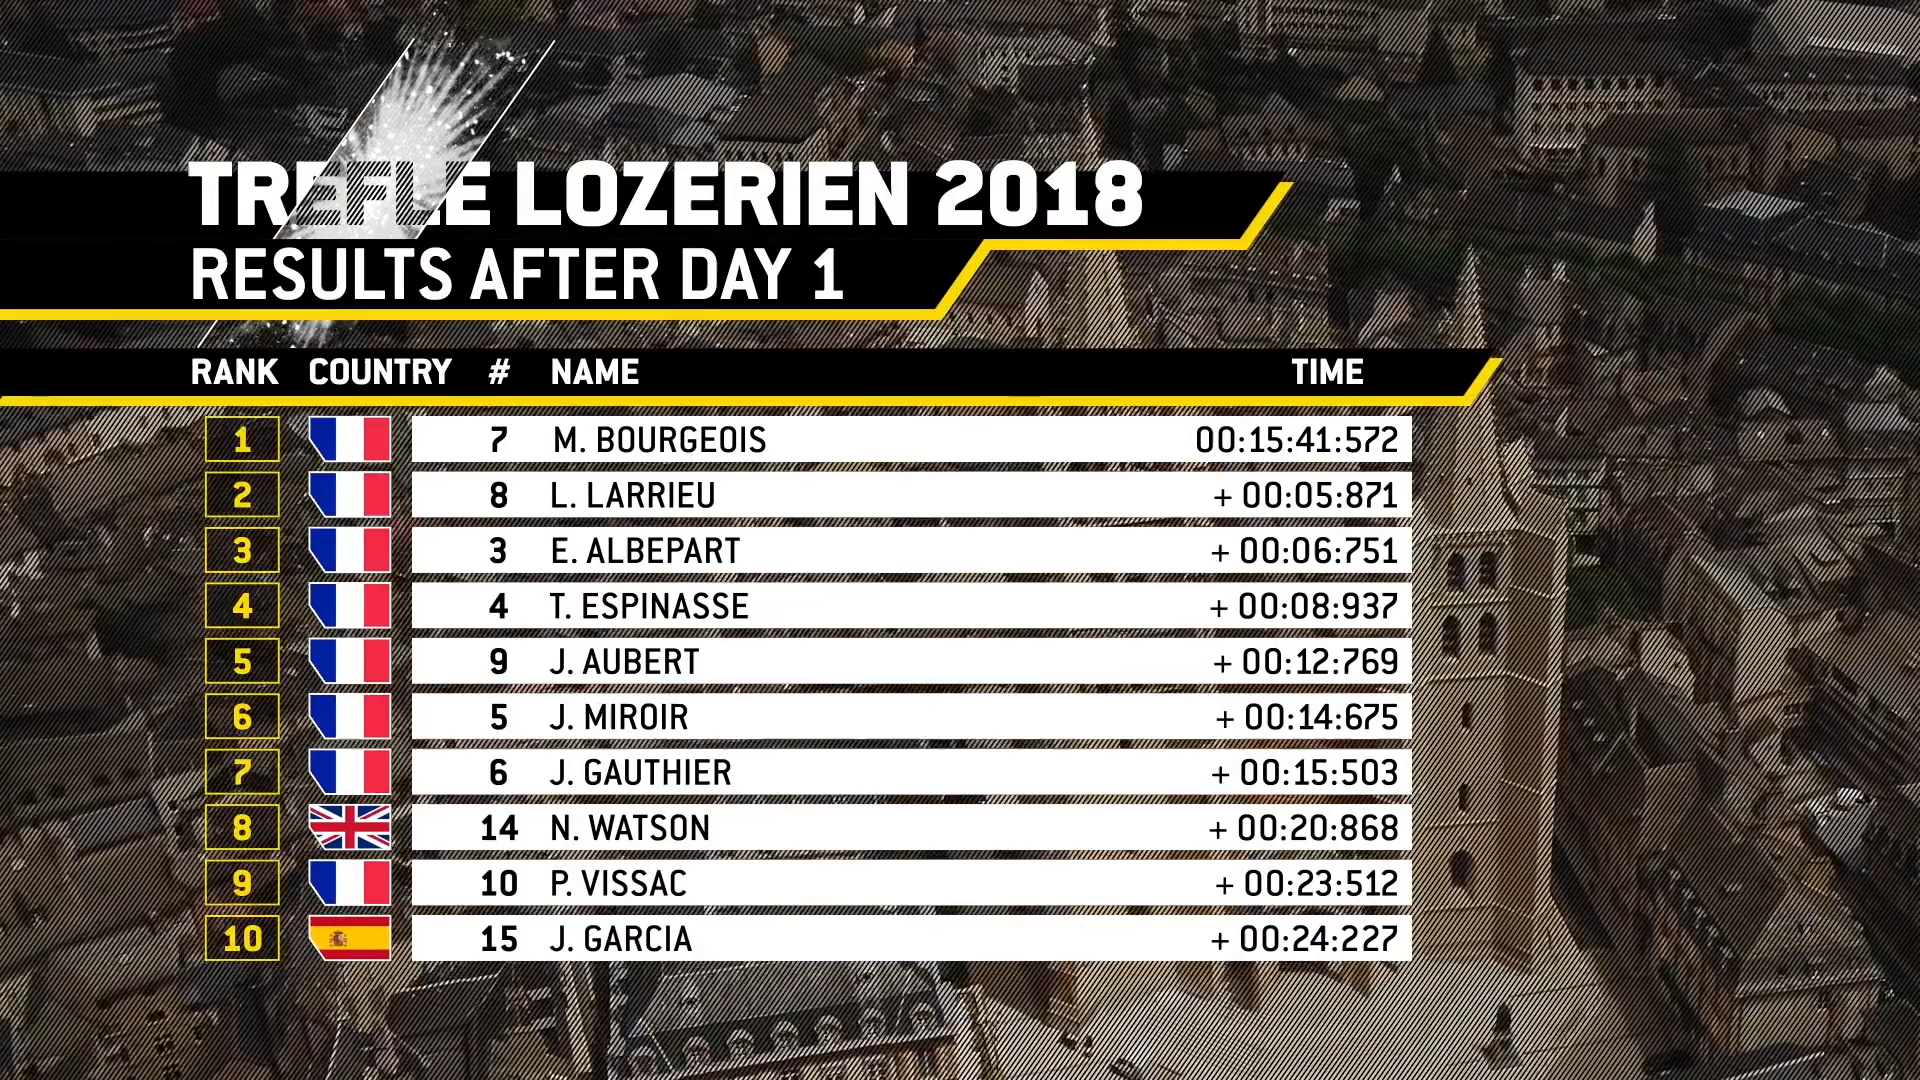 TREFLE LOZERIEN 2018
RESULTS AFTER DAY 1
RANK COUNTRY # NAME TIME
1 7 M. BOURGEOIS 00:15:41:572
2 8 L. LARRIEU + 00:05:871
3 3 E. ALBEPART + 00:06:751
4 4 T. ESPINASSE + 00:08:937
5 9 J. AUBERT + 00:12:769
6 5 J. MIROIR + 00:14:675
7 6 J. GAUTHIER + 00:15:503
8 14 N. WATSON + 00:20:868
9 10 P. VISSAC + 00:23:512
10 15 J. GARCIA + 00:24:227